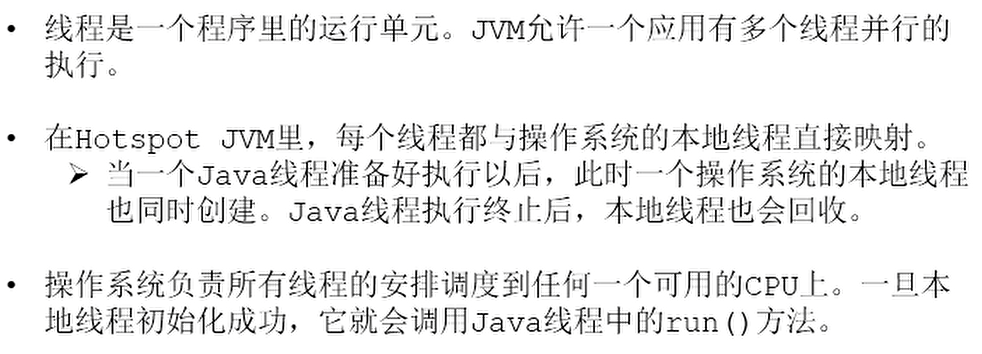 • 线程是一个程序里的运行单元。JVM允许一个应用有多个线程并行的
执行。
• 在Hotspot JVM里，每个线程都与操作系统的本地线程直接映射。
➢ 当一个Java线程准备好执行以后，此时一个操作系统的本地线程
也同时创建。Java线程执行终止后，本地线程也会回收。
• 操作系统负责所有线程的安排调度到任何一个可用的CPU上。一旦本
地线程初始化成功，它就会调用Java线程中的run()方法。